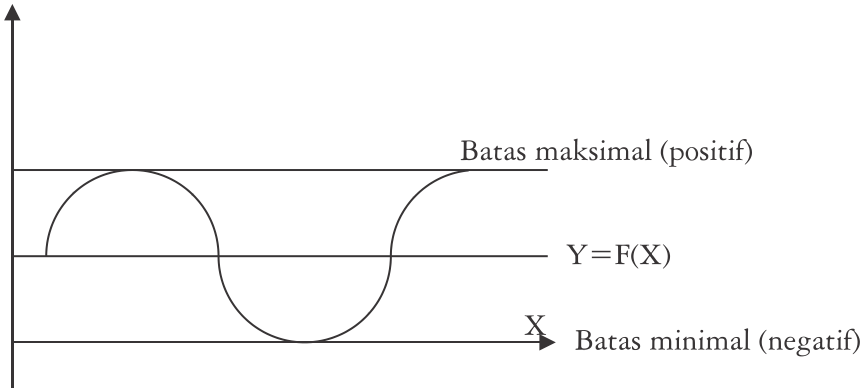 Batas maksimal (positif)
Y=F(X)
X
Batas minimal (negatif)